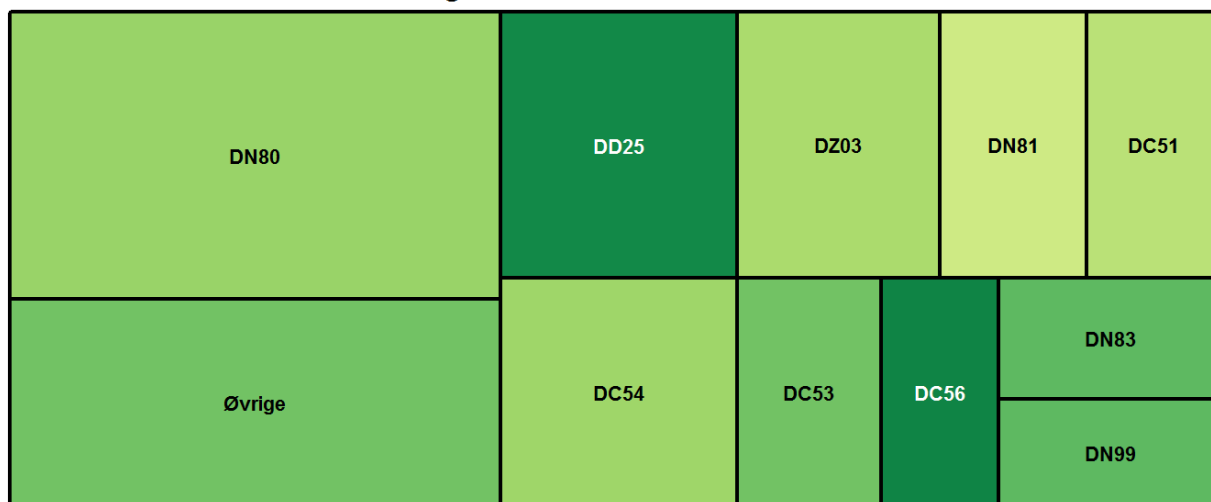 DN80
DD25
DZ03
DN81
DC51
Øvrige
DC54
DC53
DC56
DN83
DN99